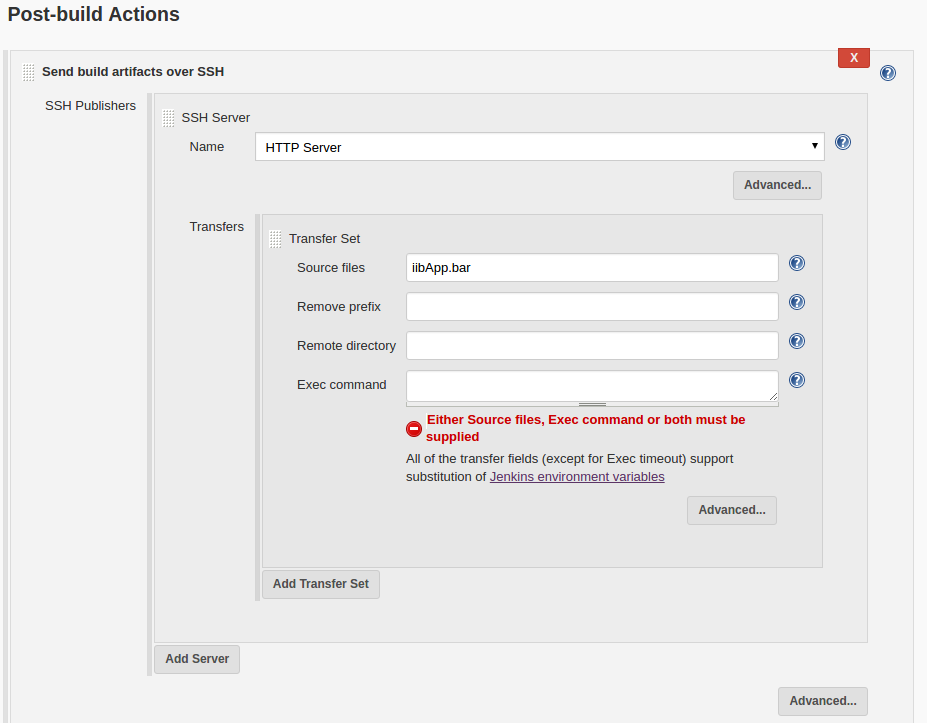 Post-build Actions
X
Send build artifacts over SSH
?
SSH Publishers
SSH Server
Name
HTTP Server
?
Advanced...
Transfers
Transfer Set
Source files
iibApp.bar
?
Remove prefix
?
Remote directory
?
Exec command
?
Either Source files, Exec command or both must be
supplied
All of the transfer fields (except for Exec timeout) support
substitution of Jenkins environment variables
Advanced...
Add Transfer Set
Add Server
Advanced...